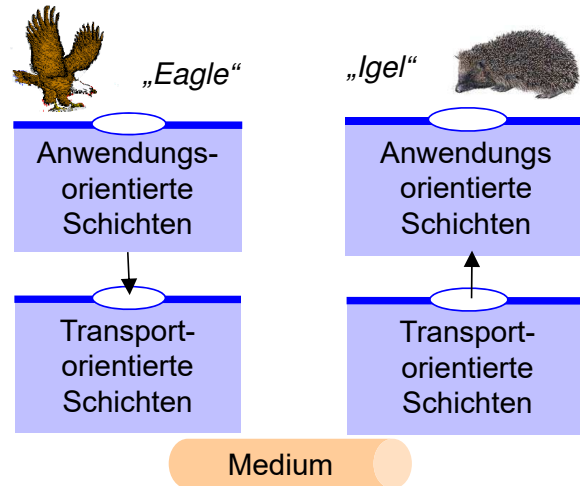 „Eagle“
„Igel“
Anwendungs-
orientierte
Schichten
Anwendungs
orientierte
Schichten
Transport-
orientierte
Schichten
Transport-
orientierte
Schichten
Medium